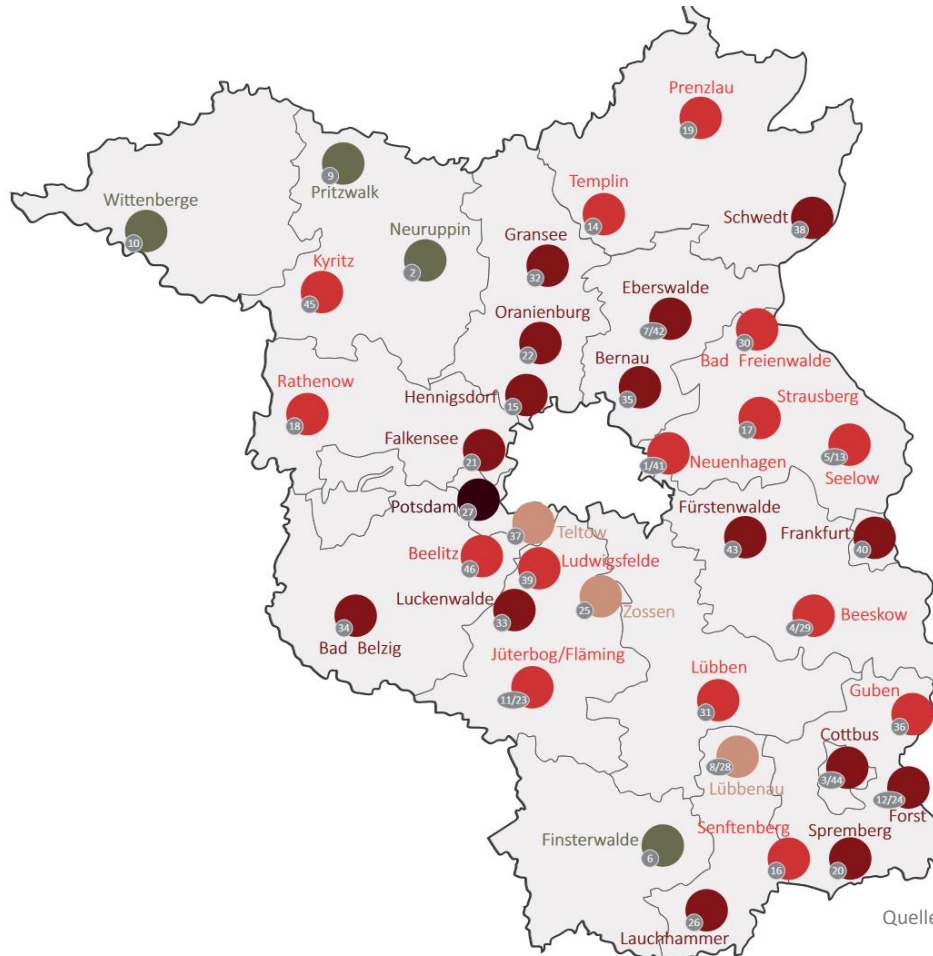 Prenzlau
19
9
Pritzwalk
Templin
14
Wittenberge
10
Schwedt
38
Neuruppin
2
Gransee
32
Kyritz
45
Eberswalde
7/42
Oranienburg
22
30
Bad Freienwalde
Bernau
35
Rathenow
18
Hennigsdorf
15
Strausberg
17
Falkensee
21
1/41
Neuenhagen
5/13
Seelow
Potsdam
27
Fürstenwalde
43
Frankfurt
40
37
Teltow
Beelitz
46
Ludwigsfelde
39
Luckenwalde
33
25
Zossen
34
Bad Belzig
4/29
Beeskow
Jüterbog/Fläming
11/23
Lübben
31
Guben
36
Cottbus
3/44
8/28
Lübbenau
12/24
Forst
Finsterwalde
6
Senftenberg
16
Spremberg
20
26
Lauchhammer
Quelle